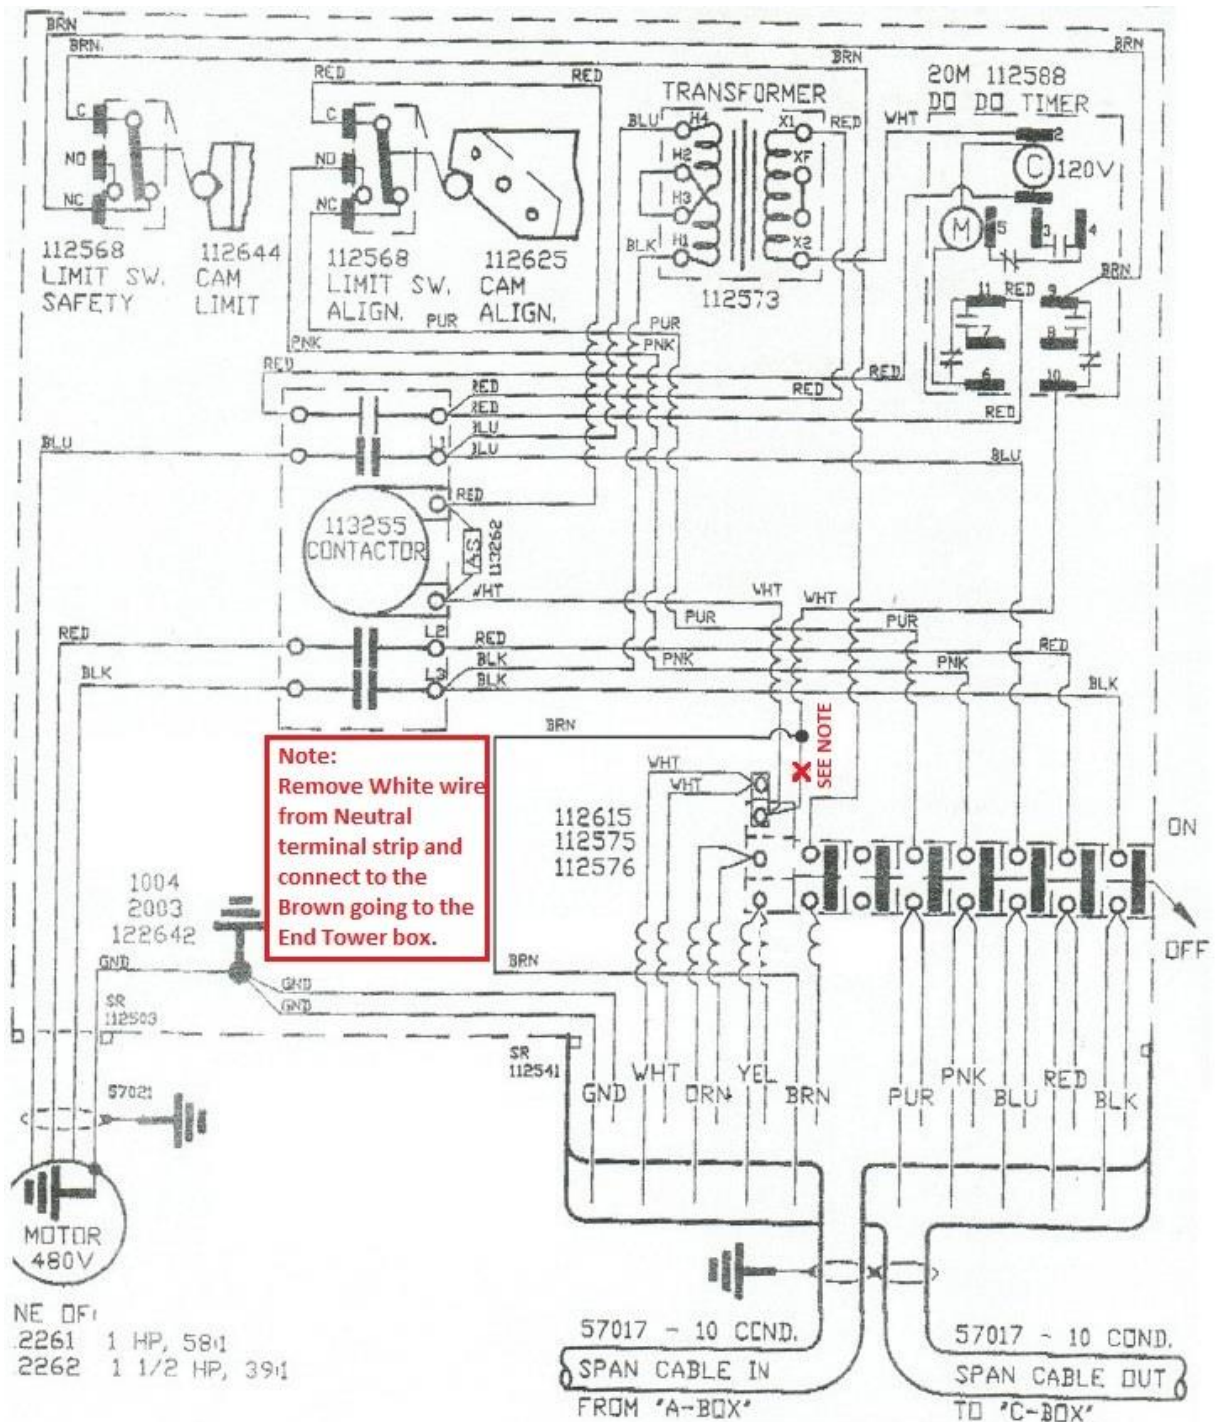 BRN
BRN
BRN
BRN
RED
RED
C
NO
NC
112568
LIMIT SW.
SAFETY
112644
CAM
LIMIT
C
NO
NC
112568
LIMIT SW.
ALIGN.
112625
CAM
ALIGN.
TRANSFORMER
BLU
H4
H2
H3
H1
BLK
X1
XF
X2
RED
112573
20M 112588
DO DO TIMER
WHT
2
C
120V
M
5
3
4
BRN
11
RED
9
7
8
6
10
PUR
PUR
PNK
PNK
RED
RED
RED
RED
RED
RED
BLU
L1
BLU
BLU
BLU
RED
113255
CONTACTOR
AS
113262
WHT
WHT
WHT
PUR
PUR
RED
L2
RED
RED
BLK
PNK
PNK
BLK
L3
BLK
BLK
BRN
SEE NOTE
Note:
Remove White wire
from Neutral
terminal strip and
connect to the
Brown going to the
End Tower box.
WHT
WHT
112615
112575
112576
ON
OFF
1004
2003
122642
GND
GND
GND
BRN
SR
112503
SR
112541
57021
GND
WHT
ORN
YEL
BRN
PUR
PNK
BLU
RED
BLK
MOTOR
480V
NE OF:
2261 1 HP, 58:1
2262 1 1/2 HP, 39:1
57017 - 10 COND.
SPAN CABLE IN
FROM "A-BOX"
57017 - 10 COND.
SPAN CABLE OUT
TO "C-BOX"